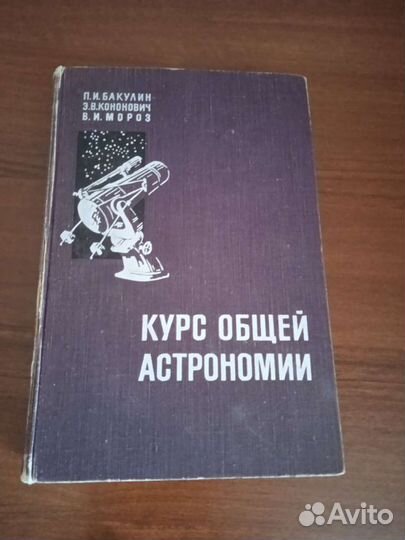 П.И.БАКУЛИН
Э.В.КОНОНОВИЧ
В.И.МОРОЗ
КУРС ОБЩЕЙ
АСТРОНОМИИ
Avito